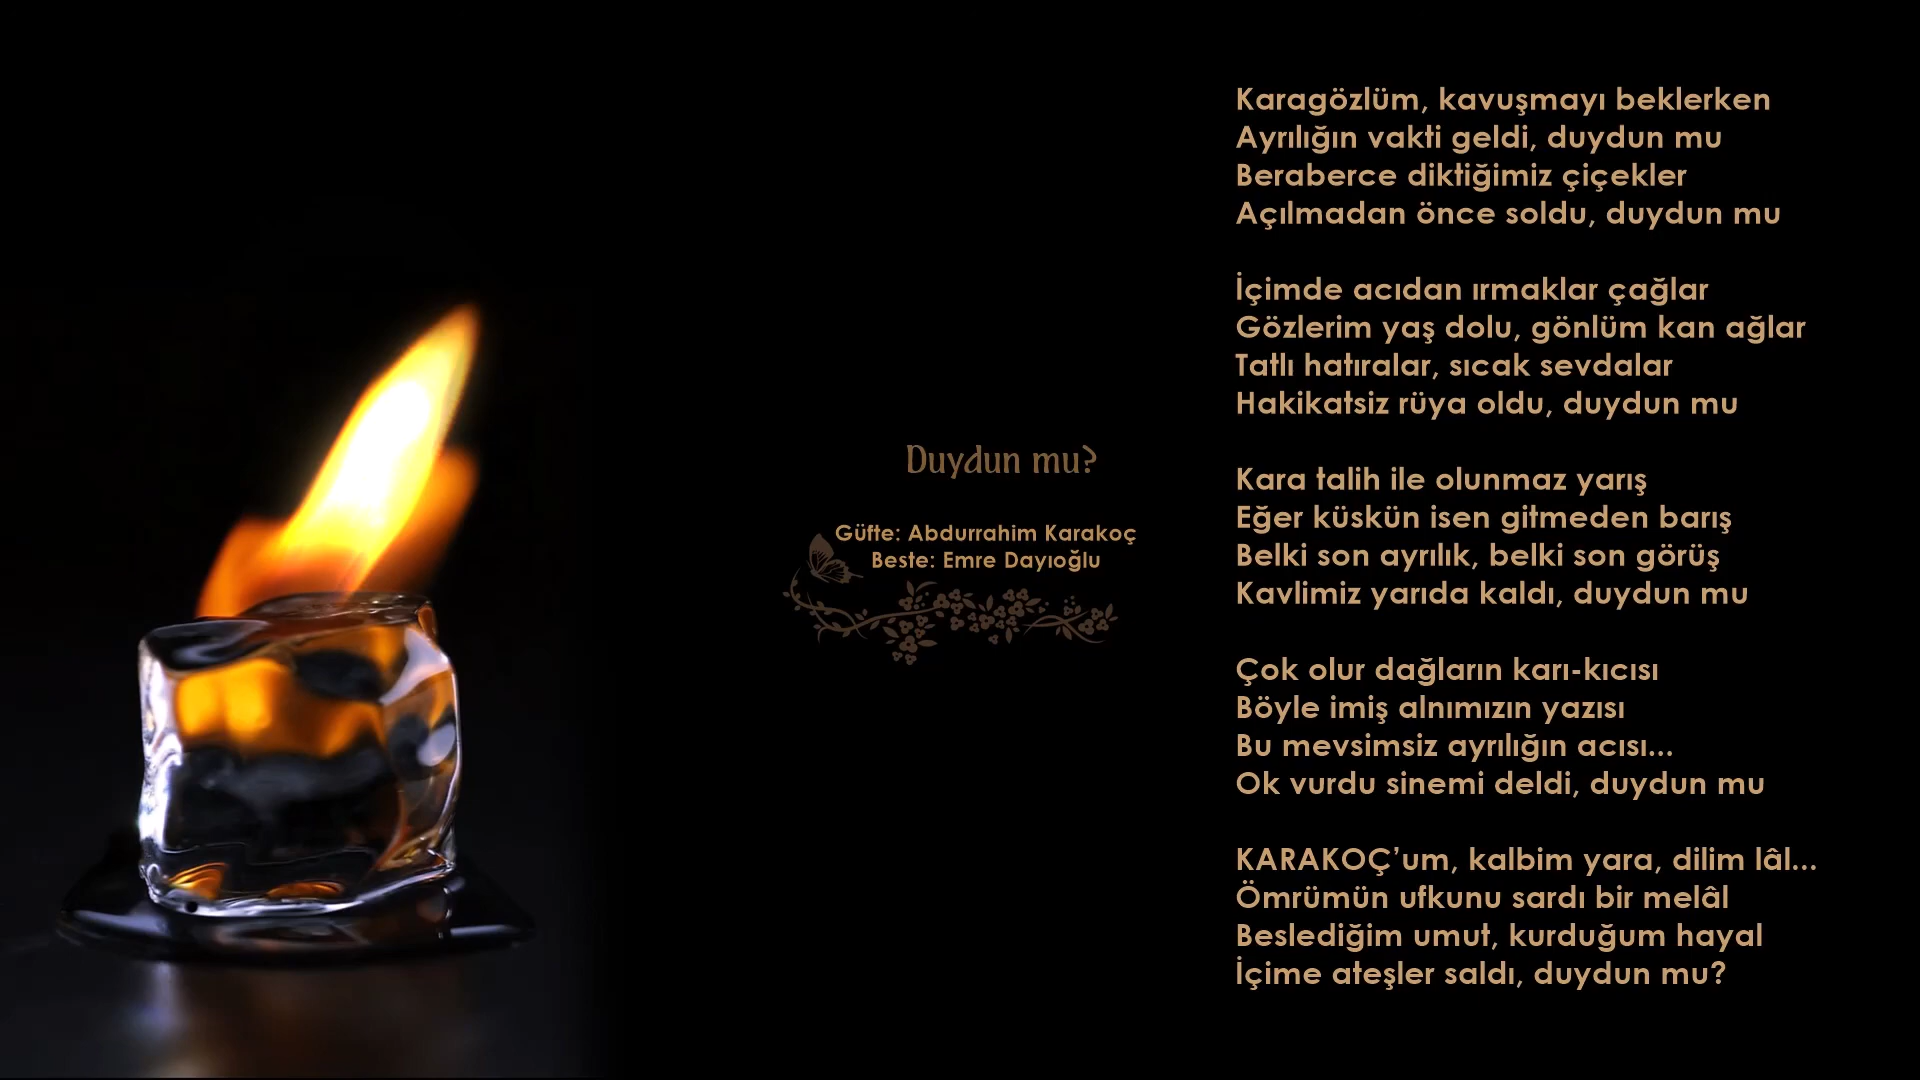 Duydun mu?
Güfte: Abdurrahim Karakoç
Beste: Emre Dayıoğlu
Karagözlüm, kavuşmayı beklerken
Ayrılığın vakti geldi, duydun mu
Beraberce diktiğimiz çiçekler
Açılmadan önce soldu, duydun mu
İçimde acıdan ırmaklar çağlar
Gözlerim yaş dolu, gönlüm kan ağlar
Tatlı hatıralar, sıcak sevdalar
Hakikatsiz rüya oldu, duydun mu
Kara talih ile olunmaz yarış
Eğer küskün isen gitmeden barış
Belki son ayrılık, belki son görüş
Kavlimiz yarıda kaldı, duydun mu
Çok olur dağların karı-kıcısı
Böyle imiş alnımızın yazısı
Bu mevsimsiz ayrılığın acısı...
Ok vurdu sinemi deldi, duydun mu
KARAKOÇ’um, kalbim yara, dilim lâl...
Ömrümün ufkunu sardı bir melâl
Beslediğim umut, kurduğum hayal
İçime ateşler saldı, duydun mu?